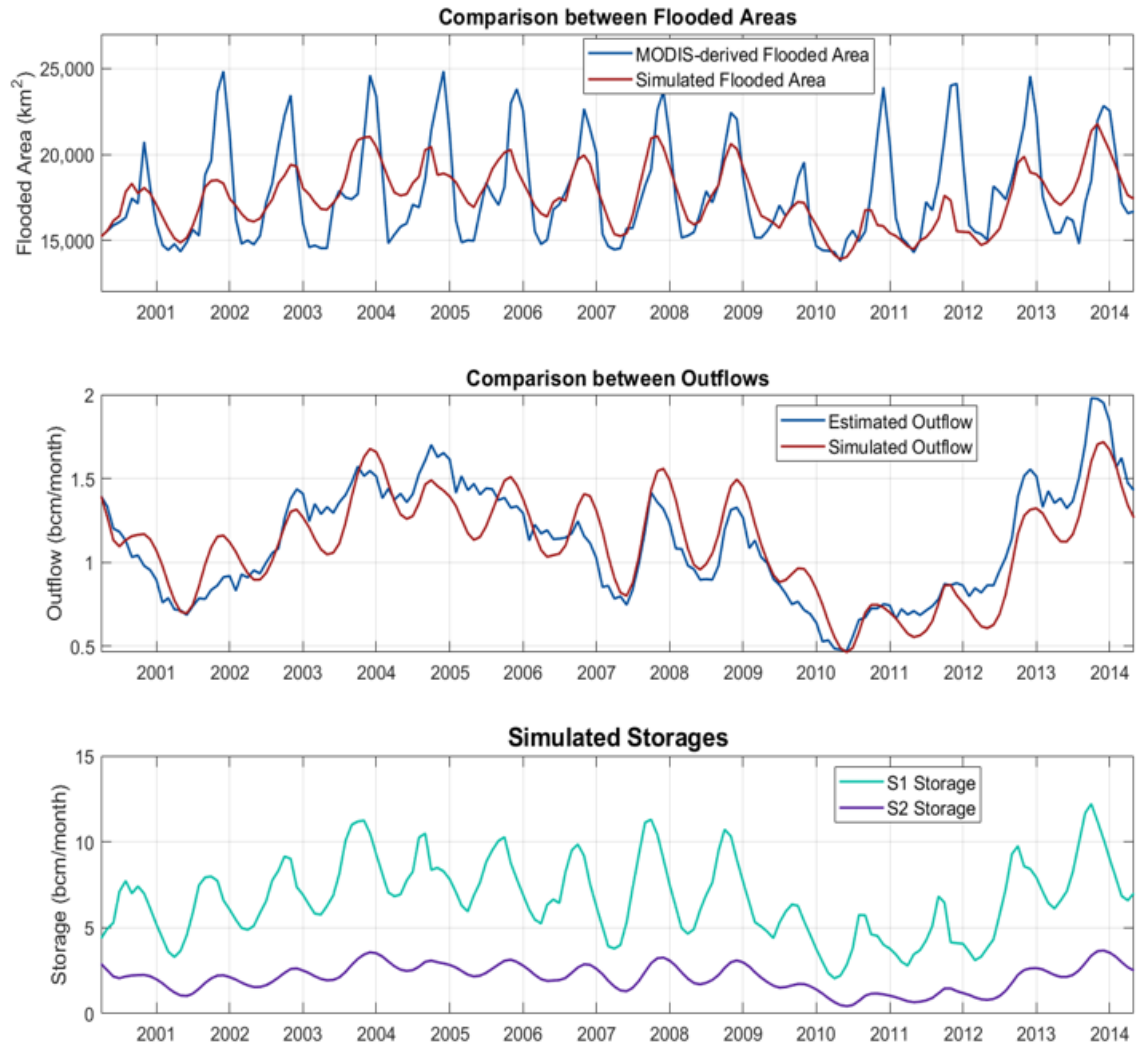 Comparison between Flooded Areas
Flooded Area (km²)
25,000
20,000
15,000
MODIS-derived Flooded Area
Simulated Flooded Area
2001 2002 2003 2004 2005 2006 2007 2008 2009 2010 2011 2012 2013 2014
Comparison between Outflows
Outflow (bcm/month)
2
1.5
1
0.5
Estimated Outflow
Simulated Outflow
2001 2002 2003 2004 2005 2006 2007 2008 2009 2010 2011 2012 2013 2014
Simulated Storages
Storage (bcm/month)
15
10
5
0
S1 Storage
S2 Storage
2001 2002 2003 2004 2005 2006 2007 2008 2009 2010 2011 2012 2013 2014